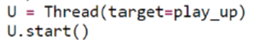 U = Thread(target=play_up)
U.start()